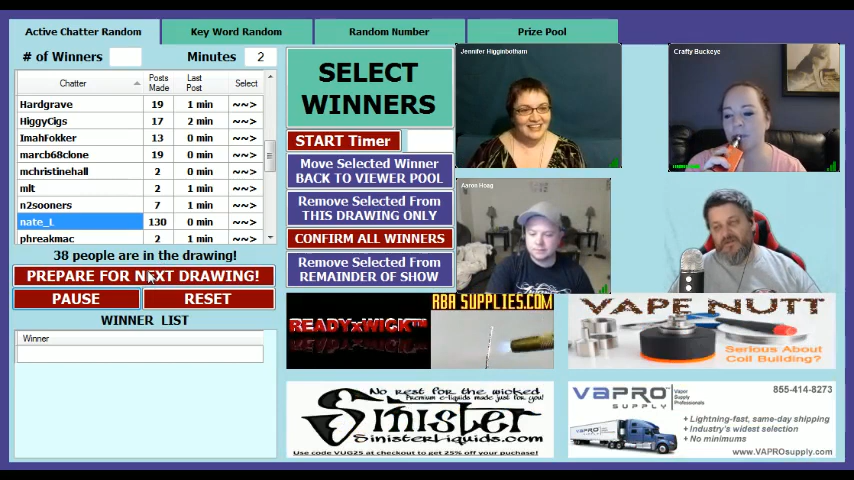 Active Chatter Random
Key Word Random
Random Number
Prize Pool
# of Winners
Minutes 2
Chatter Posts Made Last Post Select
Hardgrave 19 1 min ~~>
HiggyCigs 17 2 min ~~>
ImahFokker 13 0 min ~~>
marcb68clone 19 0 min ~~>
mchristinehall 2 0 min ~~>
mlt 2 1 min ~~>
n2sooners 7 1 min ~~>
nate_L 130 0 min ~~>
phreakmac 2 0 min ~~>
38 people are in the drawing!
PREPARE FOR NEXT DRAWING!
PAUSE
RESET
WINNER LIST
Winner
SELECT
WINNERS
START Timer
Move Selected Winner
BACK TO VIEWER POOL
Remove Selected From
THIS DRAWING ONLY
CONFIRM ALL WINNERS
Remove Selected From
REMAINDER OF SHOW
Jennifer Higginbotham
Crafty Buckeye
Aaron Hoag
READYxWICK™
RBA SUPPLIES.COM
VAPE NUTT
Serious About
Coil Building?
No rest for the wicked
Premium e-liquids made just for you!
Sinister
SinisterLiquids.com
Use code VUG25 at checkout to get 25% off your purchase!
VAPRO
SUPPLY
Vapor
Supply
Professionals
855-414-8273
+ Lightning-fast, same-day shipping
+ Industry's widest selection
+ No minimums
www.VAPROsupply.com